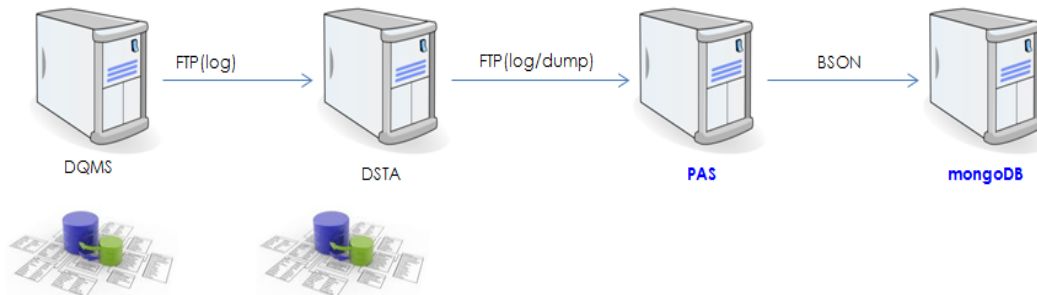 FTP(log)
FTP(log/dump)
BSON
DQMS
DSTA
PAS
mongoDB